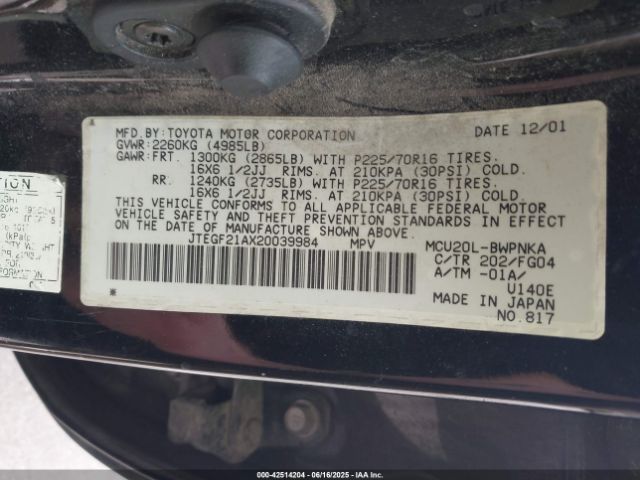 MFD.BY:TOYOTA MOTOR CORPORATION DATE 12/01
GVWR:2260KG (4985LB)
GAWR:FRT. 1300KG (2865LB) WITH P225/70R16 TIRES.
16X6 1/2JJ RIMS. AT 210KPA (30PSI) COLD.
RR. 1240KG (2735LB) WITH P225/70R16 TIRES.
16X6 1/2JJ RIMS. AT 210KPA (30PSI) COLD.
THIS VEHICLE CONFORMS TO ALL APPLICABLE FEDERAL MOTOR
VEHICLE SAFETY AND THEFT PREVENTION STANDARDS IN EFFECT
ON THE DATE OF MANUFACTURE SHOWN ABOVE.
JTEGF21AX20039984 MPV MCU20L-BWPNKA
C/TR 202/FG04
A/TM -01A/
U140E
MADE IN JAPAN
NO.817
000-42514204 - 06/16/2025 - IAAI.COM